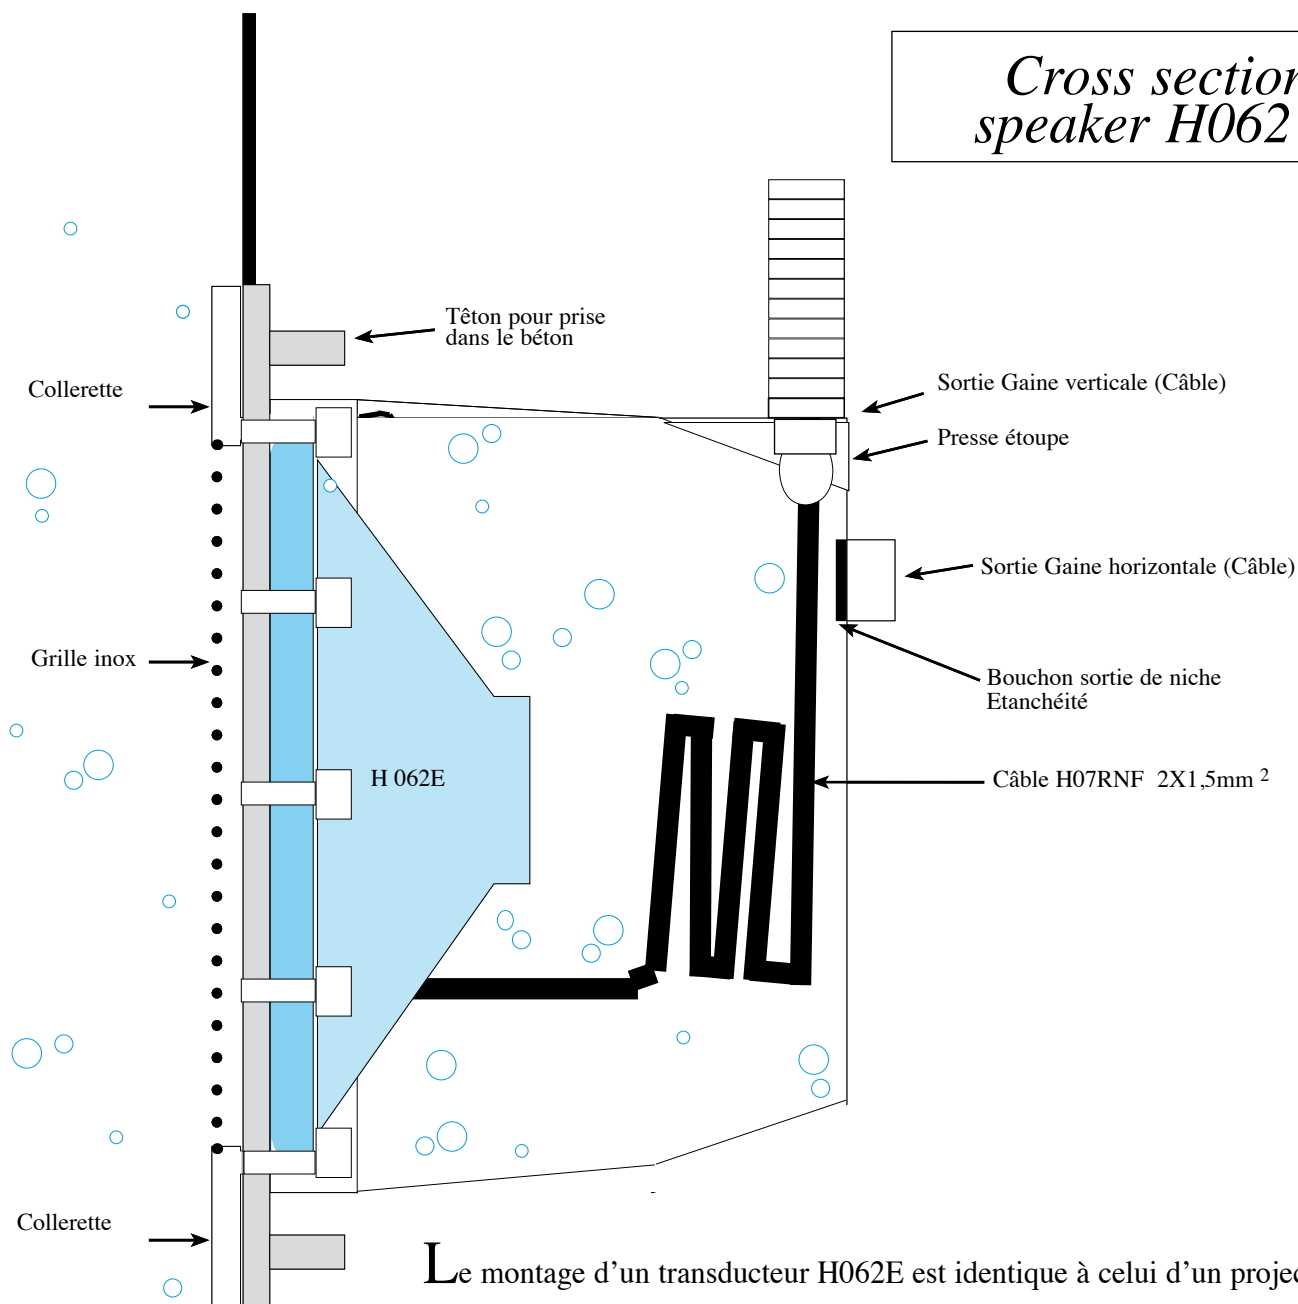 Cross section
speaker H062
Têton pour prise
dans le béton
Collerette
Sortie Gaine verticale (Câble)
Presse étoupe
Sortie Gaine horizontale (Câble)
Grille inox
Bouchon sortie de niche
Etanchéité
H 062E
Câble H07RNF 2X1,5mm 2
Collerette
Le montage d’un transducteur H062E est identique à celui d’un projec